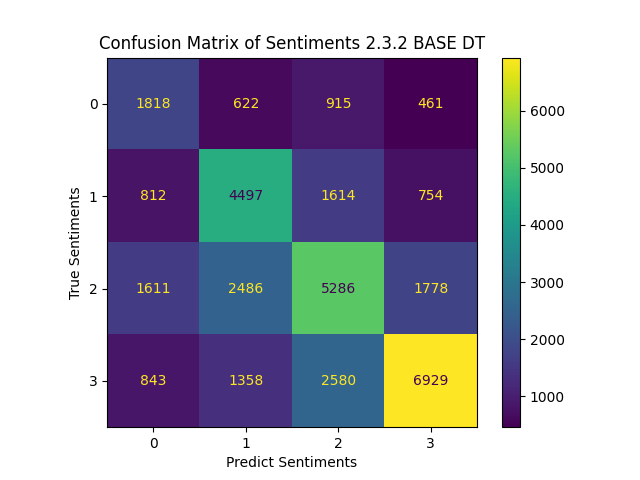 Confusion Matrix of Sentiments 2.3.2 BASE DT
0 1818 622 915 461
1 812 4497 1614 754
2 1611 2486 5286 1778
3 843 1358 2580 6929
0 1 2 3
True Sentiments
Predict Sentiments
6000
5000
4000
3000
2000
1000